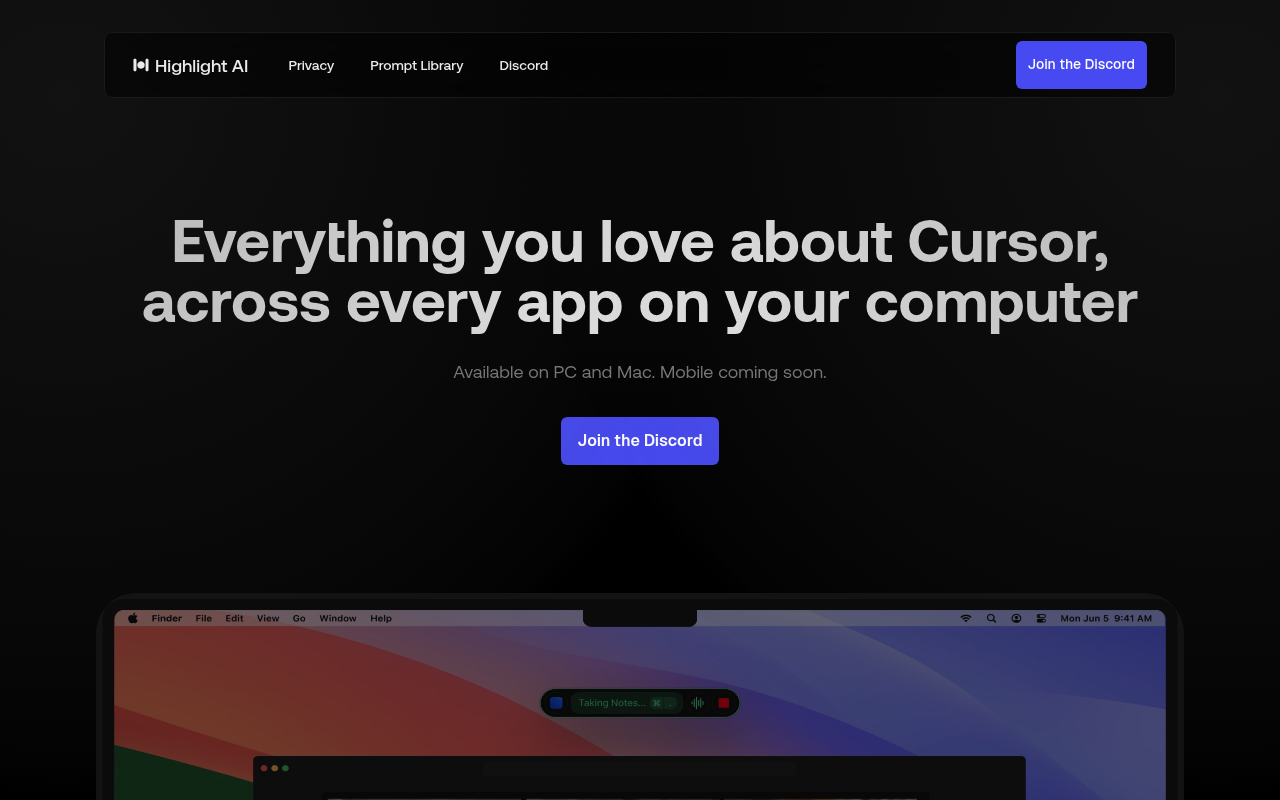 Highlight AI
Privacy
Prompt Library
Discord
Join the Discord
Everything you love about Cursor,
across every app on your computer
Available on PC and Mac. Mobile coming soon.
Join the Discord
Finder File Edit View Go Window Help
Mon Jun 5 9:41 AM
Taking Notes... ⌘ .